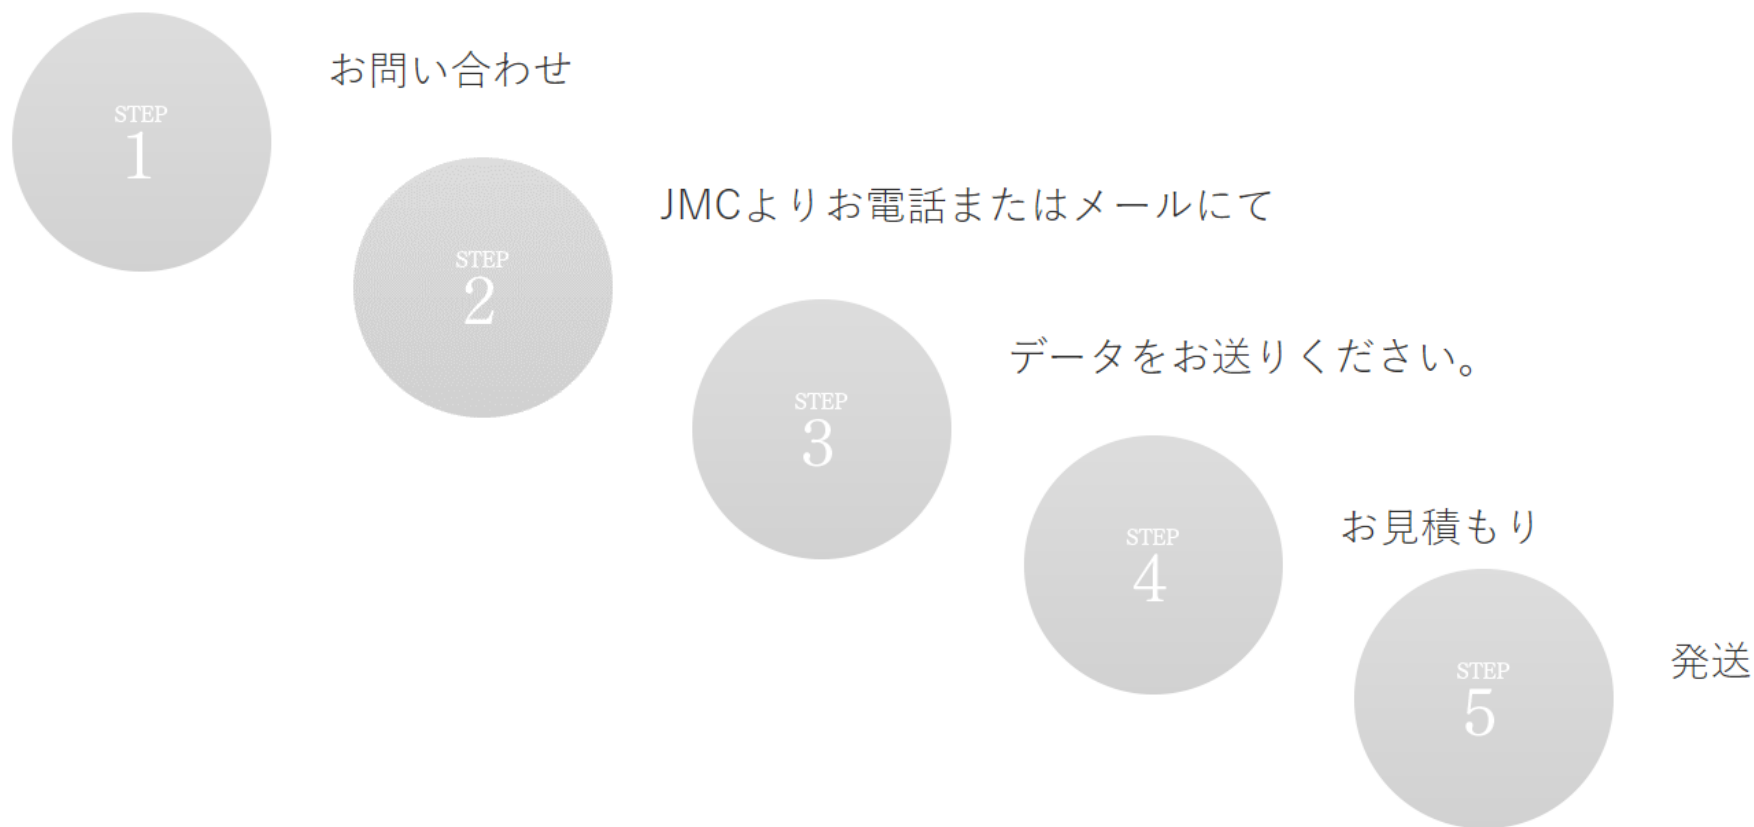 STEP
1
お問い合わせ
STEP
2
JMCよりお電話またはメールにて
STEP
3
データをお送りください。
STEP
4
お見積もり
STEP
5
発送